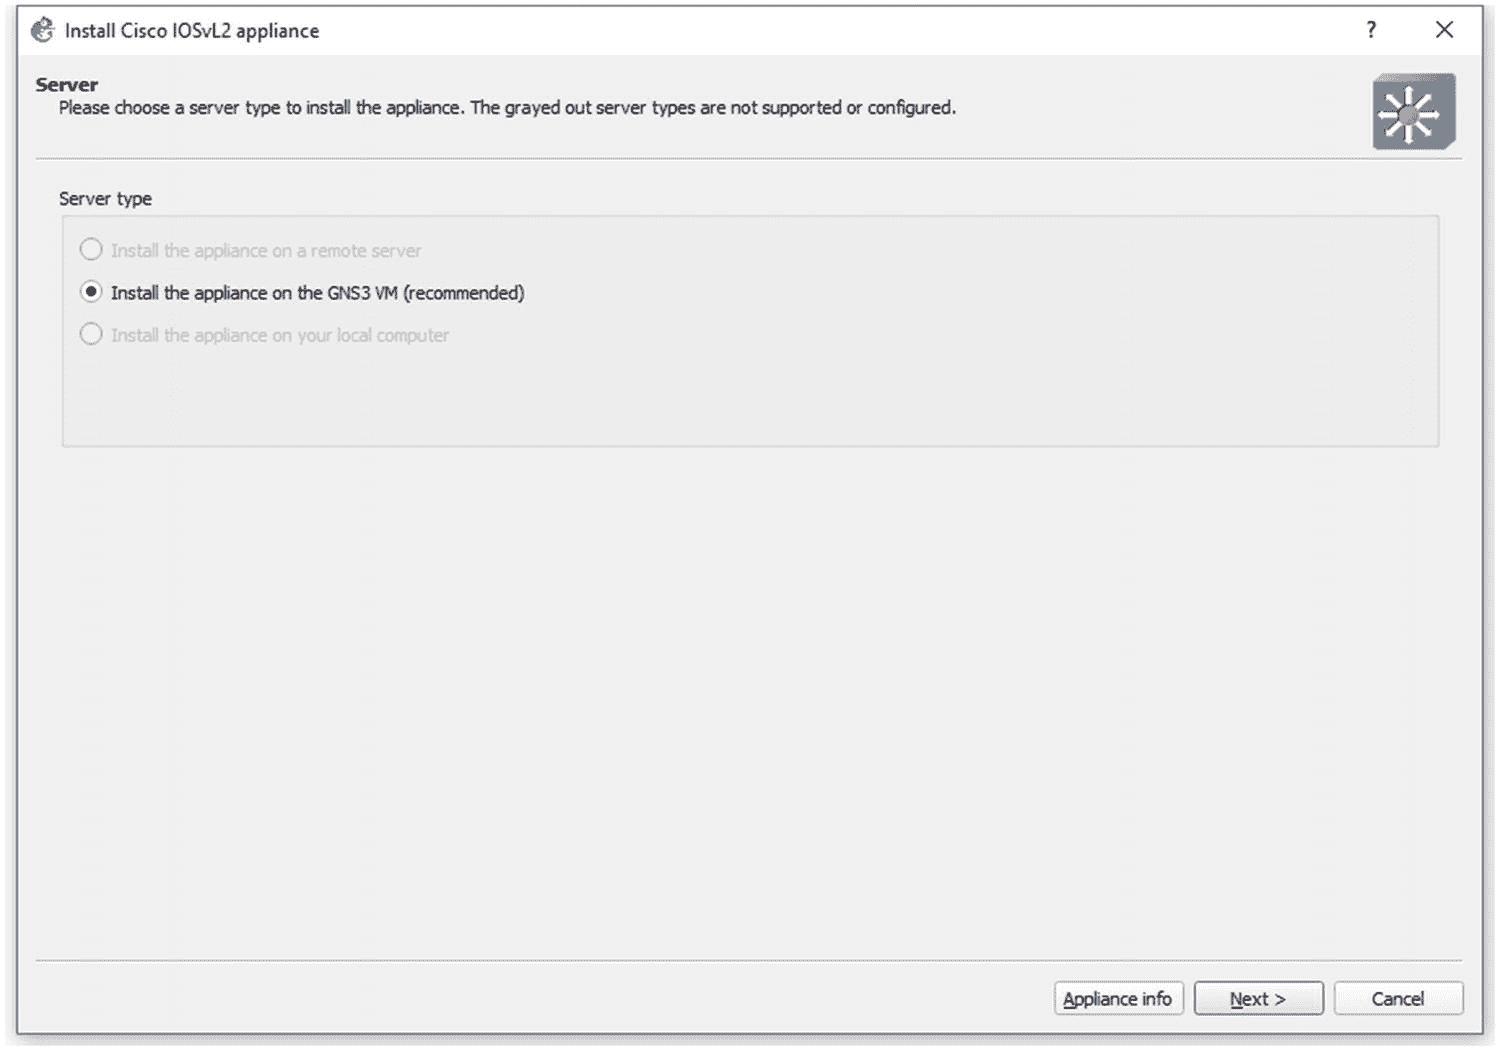 Install Cisco IOSvL2 appliance
?
Server
Please choose a server type to install the appliance. The grayed out server types are not supported or configured.
Server type
Install the appliance on a remote server
Install the appliance on the GNS3 VM (recommended)
Install the appliance on your local computer
Appliance info
Next >
Cancel